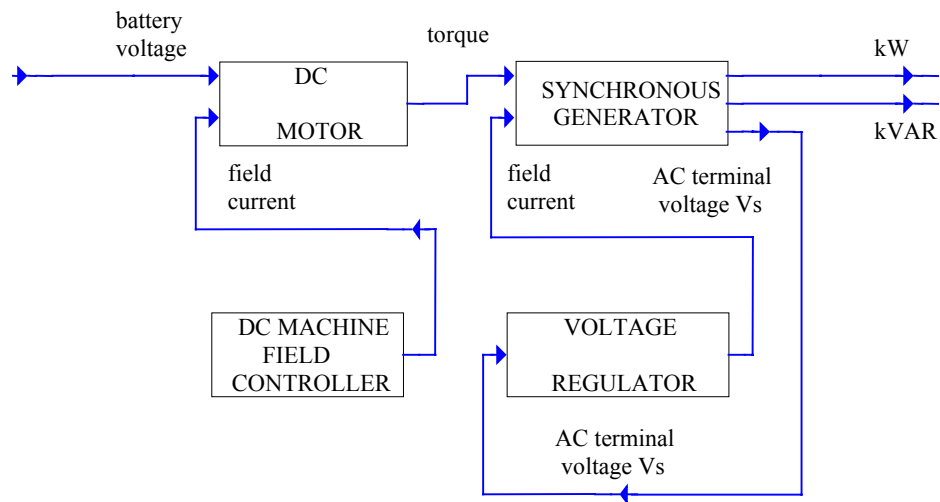 battery
voltage
torque
kW
DC
MOTOR
SYNCHRONOUS
GENERATOR
kVAR
field
current
field
current
AC terminal
voltage Vs
DC MACHINE
FIELD
CONTROLLER
VOLTAGE
REGULATOR
AC terminal
voltage Vs